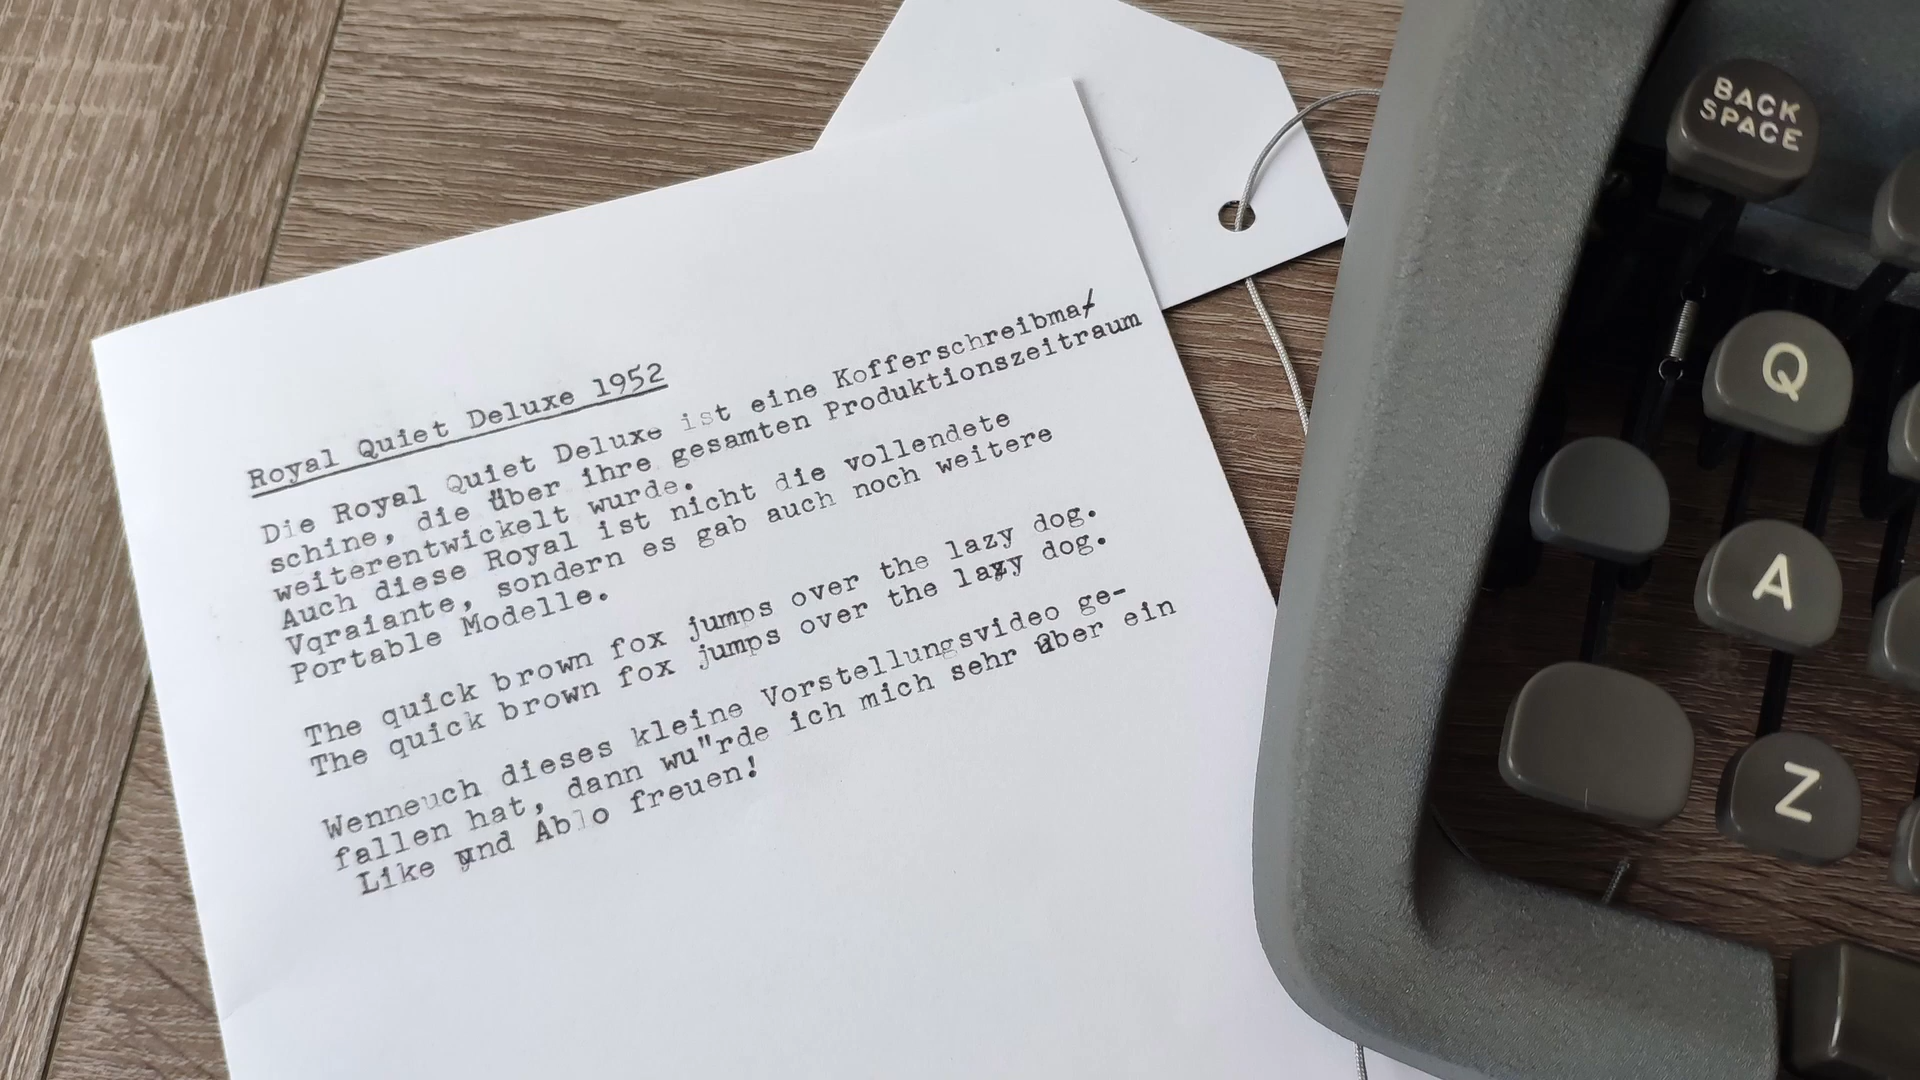 Royal Quiet Deluxe 1952
Die Royal Quiet Deluxe ist eine Kofferschreibma/
schine, die über ihre gesamten Produktionszeitraum
weiterentwickelt wurde.
Auch diese Royal ist nicht die vollendete
Vqraiante, sondern es gab auch noch weitere
Portable Modelle.
The quick brown fox jumps over the lazy dog.
The quick brown fox jumps over the lazy dog.
Wenneuch dieses kleine Vorstellungsvideo ge-
fallen hat, dann wu"rde ich mich sehr über ein
Like und Ablo freuen!
BACK
SPACE
Q
A
Z